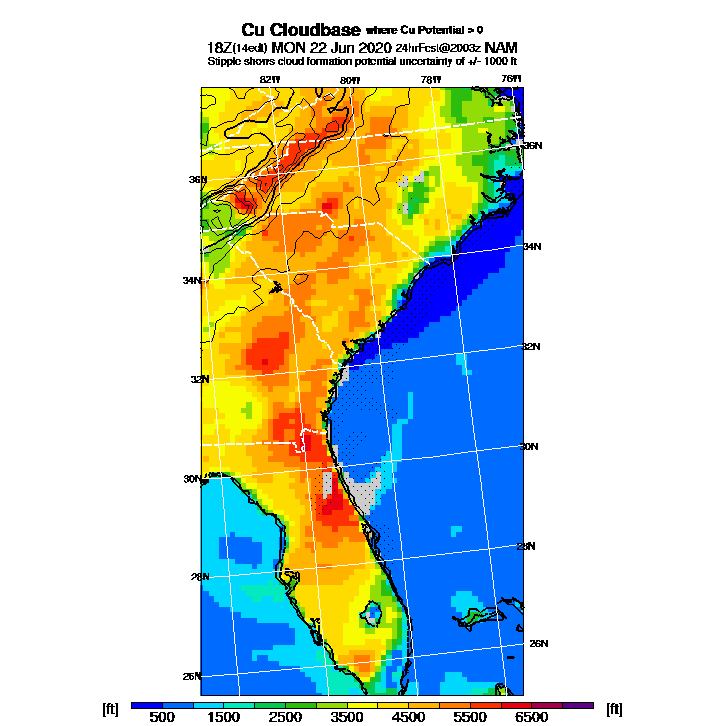 Cu Cloudbase where Cu Potential > 0
18Z(14edt) MON 22 Jun 2020 24hrFcst@2003z NAM
Stipple shows cloud formation potential uncertainty of +/- 1000 ft
82W 80W 78W 76W
36N
36N
34N
34N
32N
32N
30N
30N
28N
28N
26N
26N
[ft] 500 1500 2500 3500 4500 5500 6500 [ft]